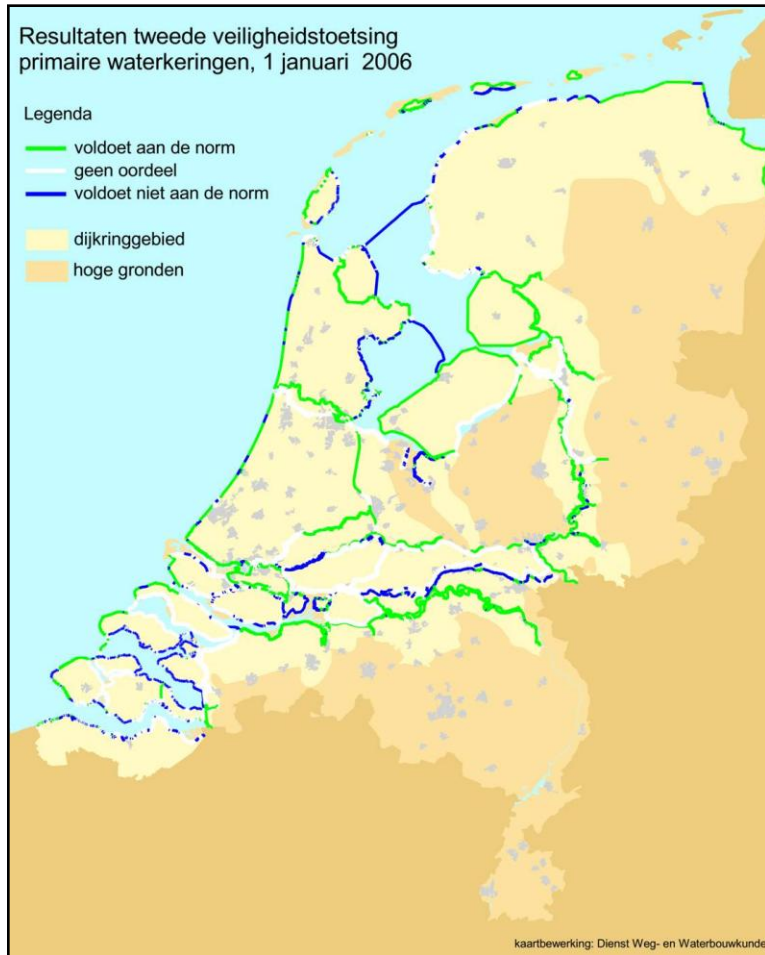 Resultaten tweede veiligheidstoetsing
primaire waterkeringen, 1 januari 2006
Legenda
voldoet aan de norm
geen oordeel
voldoet niet aan de norm
dijkringgebied
hoge gronden
kaartbewerking: Dienst Weg- en Waterbouwkunde